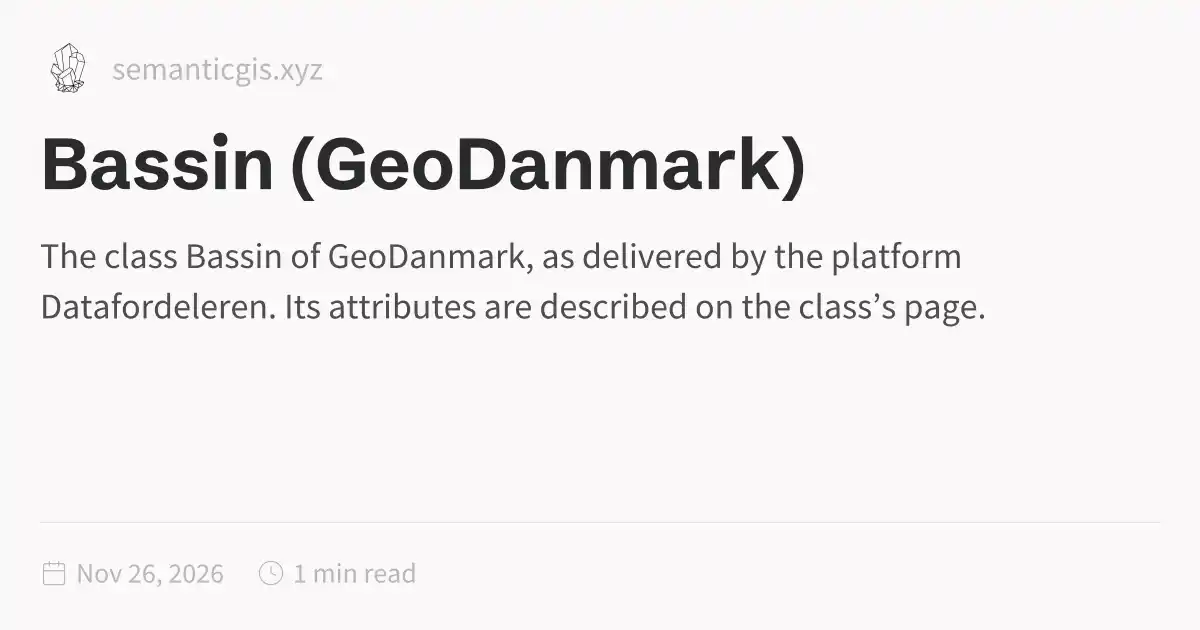 semanticgis.xyz
Bassin (GeoDanmark)
The class Bassin of GeoDanmark, as delivered by the platform
Datafordeleren. Its attributes are described on the class’s page.
Nov 26, 2026 1 min read